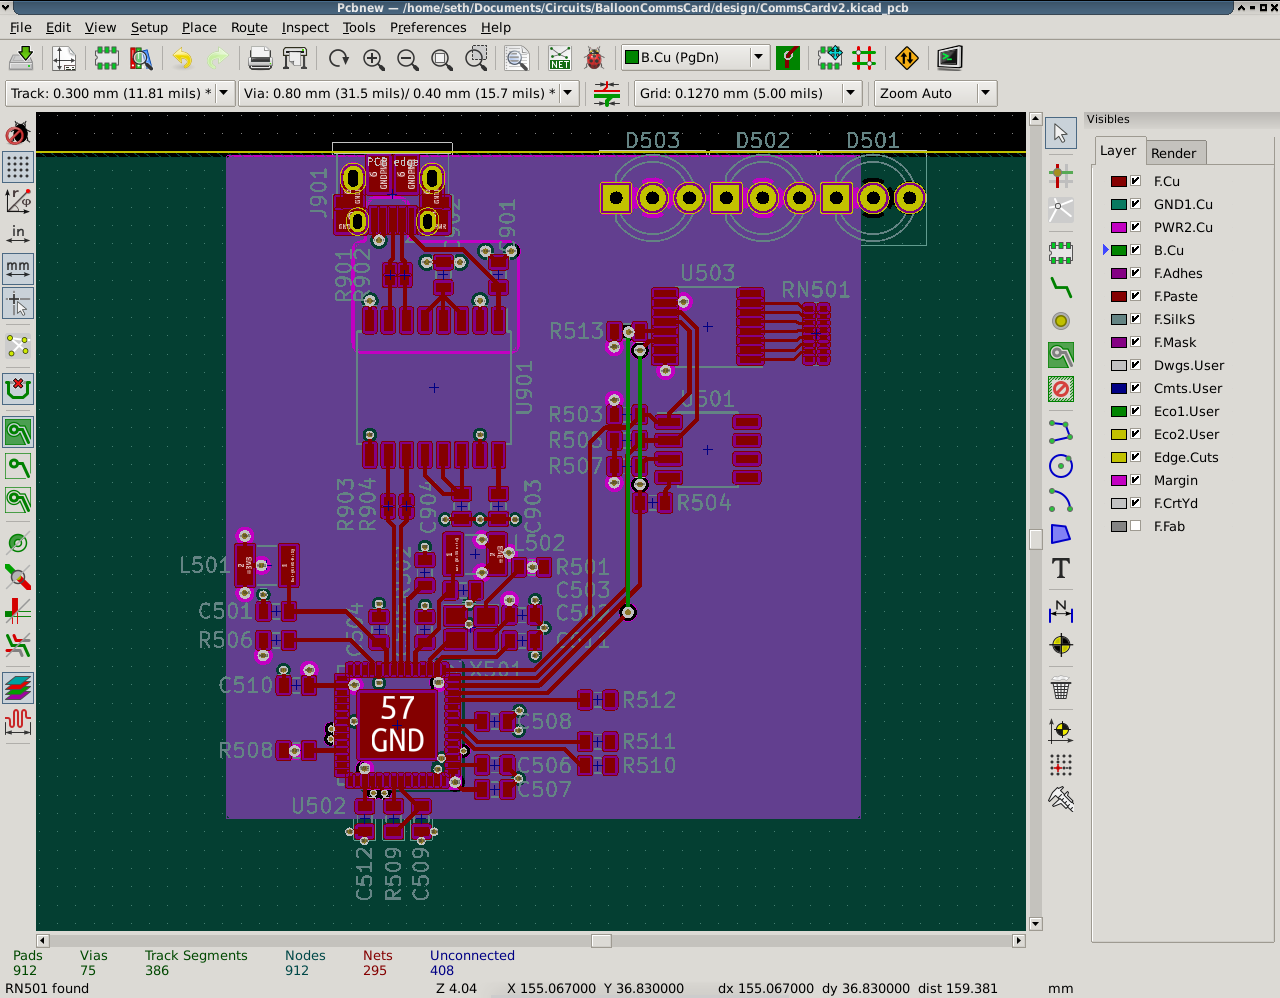 Pcbnew — /home/seth/Documents/Circuits/BalloonCommsCard/design/CommsCardv2.kicad_pcb
File Edit View Setup Place Route Inspect Tools Preferences Help
NET
B.Cu (PgDn)
Track: 0.300 mm (11.81 mils) *
Via: 0.80 mm (31.5 mils)/ 0.40 mm (15.7 mils) *
Grid: 0.1270 mm (5.00 mils)
Zoom Auto
in
mm
Visibles
Layer Render
F.Cu
GND1.Cu
PWR2.Cu
B.Cu
F.Adhes
F.Paste
F.SilkS
F.Mask
Dwgs.User
Cmts.User
Eco1.User
Eco2.User
Edge.Cuts
Margin
F.CrtYd
F.Fab
D503 D502 D501
PCB edge
J901
C902
C901
R901
R902
U503
RN501
R513
U901
U501
R503
R507
R504
R903
R904
C904
C903
L502
L501
R501
C503
C501
R506
C504
X501
C510
57
GND
R512
C508
R508
R511
R510
C506
C507
U502
C512
R509
C509
Pads Vias Track Segments Nodes Nets Unconnected
912 75 386 912 295 408
RN501 found Z 4.04 X 155.067000 Y 36.830000 dx 155.067000 dy 36.830000 dist 159.381 mm